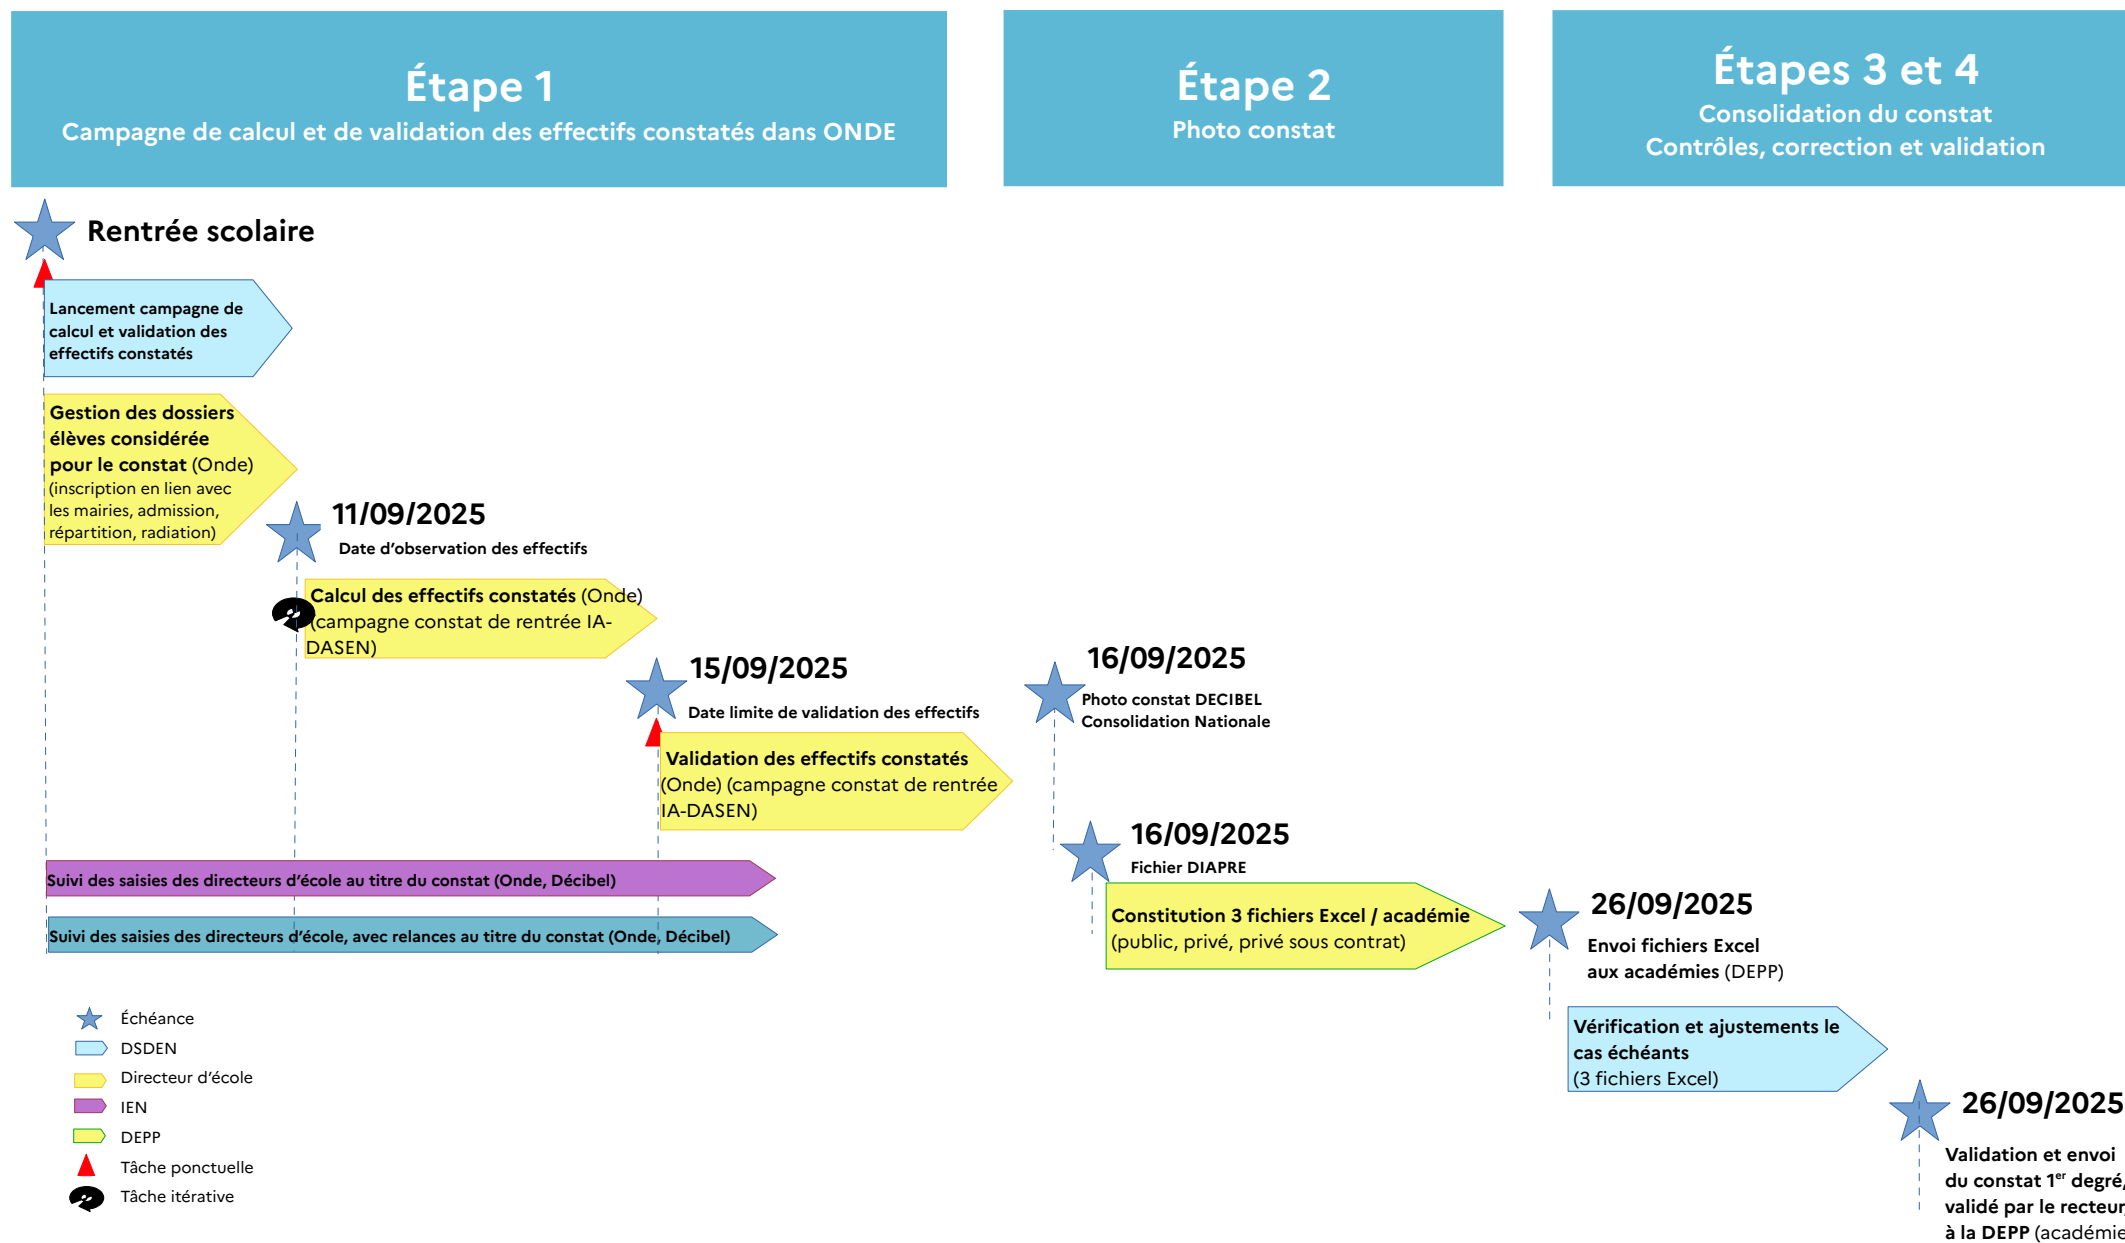 Étape 1
Campagne de calcul et de validation des effectifs constatés dans ONDE
Étape 2
Photo constat
Étapes 3 et 4
Consolidation du constat
Contrôles, correction et validation
Rentrée scolaire
Lancement campagne de
calcul et validation des
effectifs constatés
Gestion des dossiers
élèves considérée
pour le constat (Onde)
(inscription en lien avec
les mairies, admission,
répartition, radiation)
11/09/2025
Date d'observation des effectifs
Calcul des effectifs constatés (Onde)
(campagne constat de rentrée IA-
DASEN)
15/09/2025
Date limite de validation des effectifs
Validation des effectifs constatés
(Onde) (campagne constat de rentrée
IA-DASEN)
16/09/2025
Photo constat DECIBEL
Consolidation Nationale
16/09/2025
Fichier DIAPRE
Constitution 3 fichiers Excel / académie
(public, privé, privé sous contrat)
Suivi des saisies des directeurs d'école au titre du constat (Onde, Décibel)
Suivi des saisies des directeurs d'école, avec relances au titre du constat (Onde, Décibel)
26/09/2025
Envoi fichiers Excel
aux académies (DEPP)
Vérification et ajustements le
cas échéants
(3 fichiers Excel)
26/09/2025
Validation et envoi
du constat 1er degré,
validé par le recteur,
à la DEPP (académie
Échéance
DSDEN
Directeur d'école
IEN
DEPP
Tâche ponctuelle
Tâche itérative